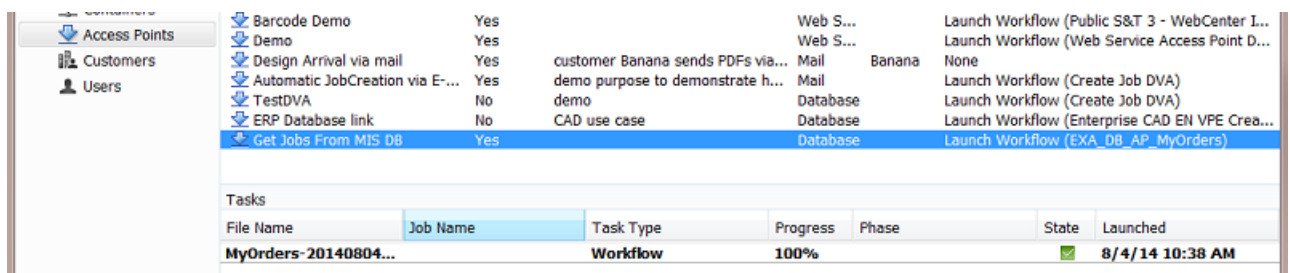 Containers
Access Points
Customers
Users
Barcode Demo Yes Web S... Launch Workflow (Public S&T 3 - WebCenter I...
Demo Yes Web S... Launch Workflow (Web Service Access Point D...
Design Arrival via mail Yes customer Banana sends PDFs via... Mail Banana None
Automatic JobCreation via E-... Yes demo purpose to demonstrate h... Mail Launch Workflow (Create Job DVA)
TestDVA No demo Database Launch Workflow (Create Job DVA)
ERP Database link No CAD use case Database Launch Workflow (Enterprise CAD EN VPE Crea...
Get Jobs From MIS DB Yes Database Launch Workflow (EXA_DB_AP_MyOrders)
Tasks
File Name Job Name Task Type Progress Phase State Launched
MyOrders-20140804... Workflow 100% 8/4/14 10:38 AM